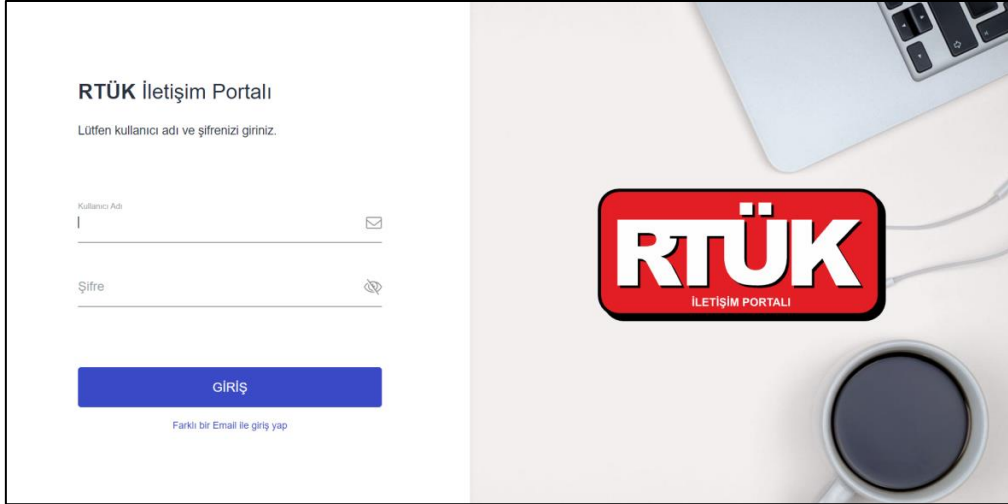 RTÜK İletişim Portalı
Lütfen kullanıcı adı ve şifrenizi giriniz.
Kullanıcı Adı
Şifre
GİRİŞ
Farklı bir Email ile giriş yap
RTÜK
İLETİŞİM PORTALI